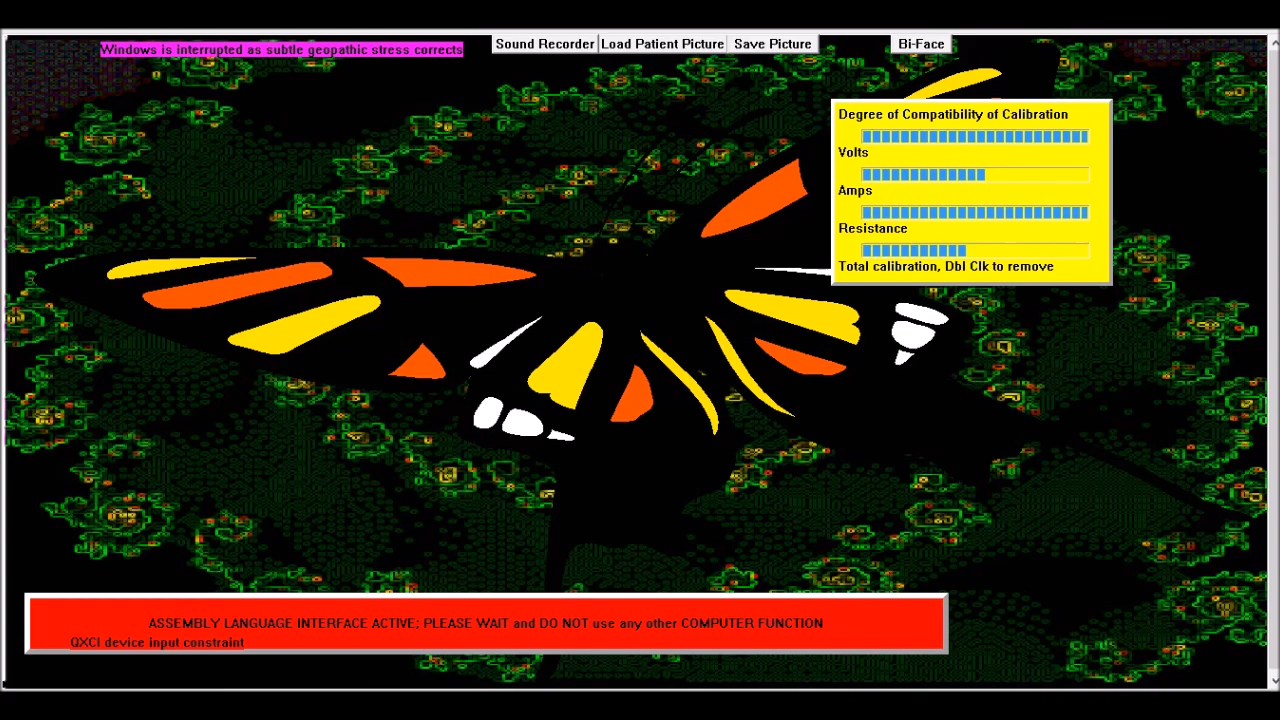 Windows is interrupted as subtle geopathic stress corrects
Sound Recorder
Load Patient Picture
Save Picture
Bi-Face
Degree of Compatibility of Calibration
Volts
Amps
Resistance
Total calibration, Dbl Clk to remove
ASSEMBLY LANGUAGE INTERFACE ACTIVE; PLEASE WAIT and DO NOT use any other COMPUTER FUNCTION
QXCI device input constraint